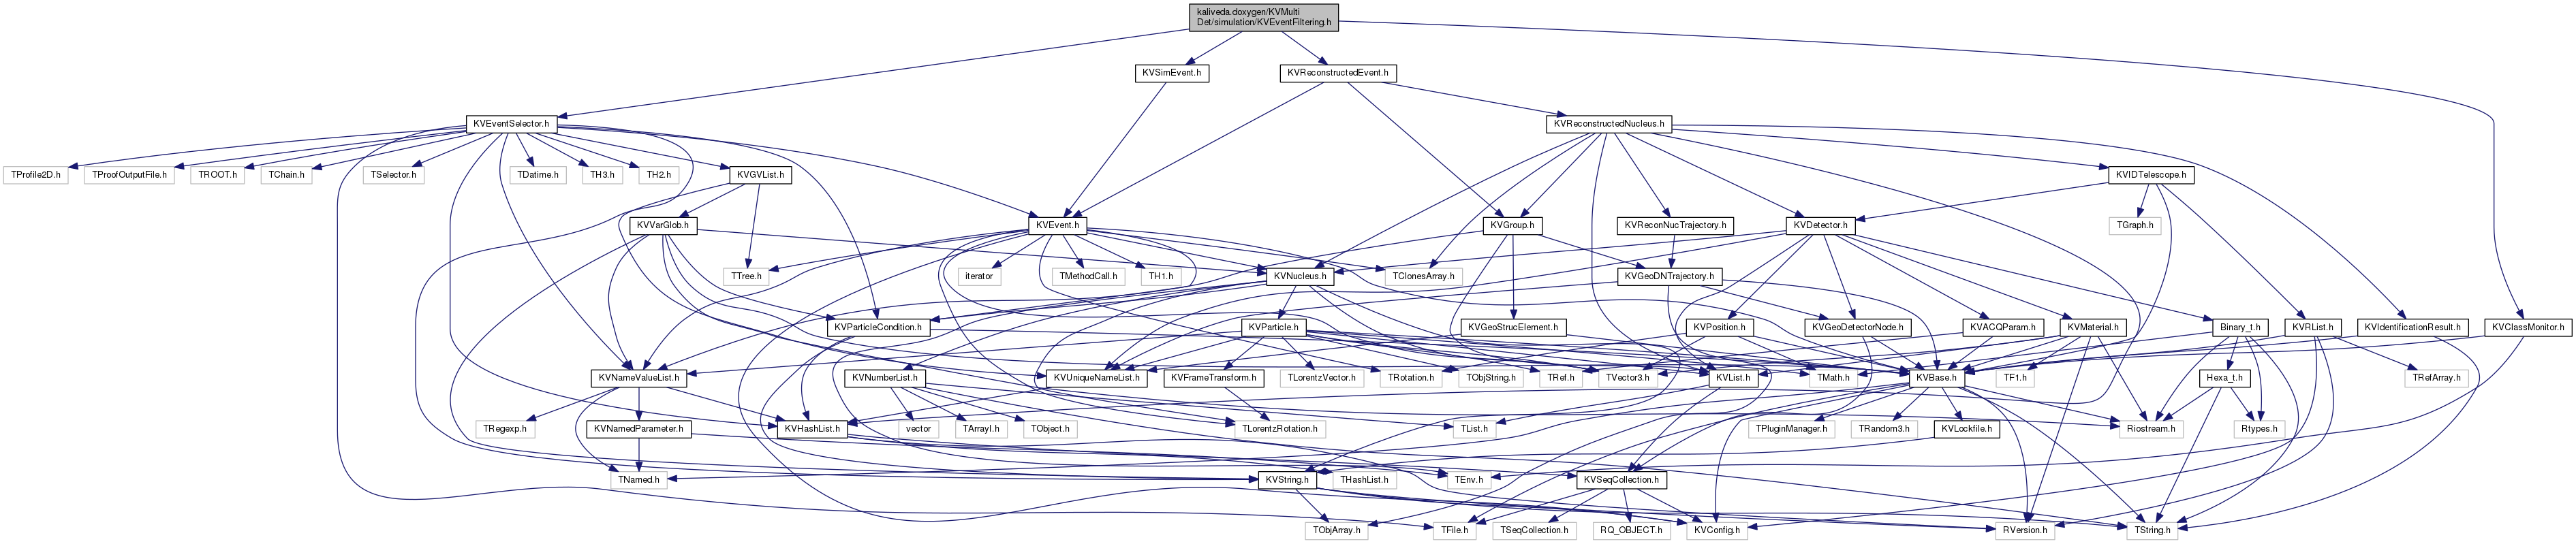 kaliveda.doxygen/KVMulti
Det/simulation/KVEventFiltering.h
KVSimEvent.h
KVReconstructedEvent.h
KVEventSelector.h
KVReconstructedNucleus.h
TProfile2D.h
TProofOutputFile.h
TROOT.h
TChain.h
TSelector.h
TDatime.h
TH3.h
TH2.h
KVGVList.h
KVIDTelescope.h
KVVarGlob.h
KVEvent.h
KVGroup.h
KVReconNucTrajectory.h
KVDetector.h
TGraph.h
TTree.h
iterator
TMethodCall.h
TH1.h
KVNucleus.h
TClonesArray.h
KVGeoDNTrajectory.h
KVParticleCondition.h
KVParticle.h
KVGeoStrucElement.h
KVPosition.h
KVGeoDetectorNode.h
KVACQParam.h
KVMaterial.h
Binary_t.h
KVRList.h
KVIdentificationResult.h
KVClassMonitor.h
KVNameValueList.h
KVNumberList.h
KVUniqueNameList.h
KVFrameTransform.h
TLorentzVector.h
TRotation.h
TObjString.h
TRef.h
TVector3.h
KVList.h
TMath.h
KVBase.h
TF1.h
Hexa_t.h
TRefArray.h
TRegexp.h
KVNamedParameter.h
KVHashList.h
vector
TArrayI.h
TObject.h
TLorentzRotation.h
TList.h
TPluginManager.h
TRandom3.h
KVLockfile.h
Riostream.h
Rtypes.h
TNamed.h
KVString.h
THashList.h
TEnv.h
KVSeqCollection.h
TObjArray.h
TFile.h
TSeqCollection.h
RQ_OBJECT.h
KVConfig.h
RVersion.h
TString.h